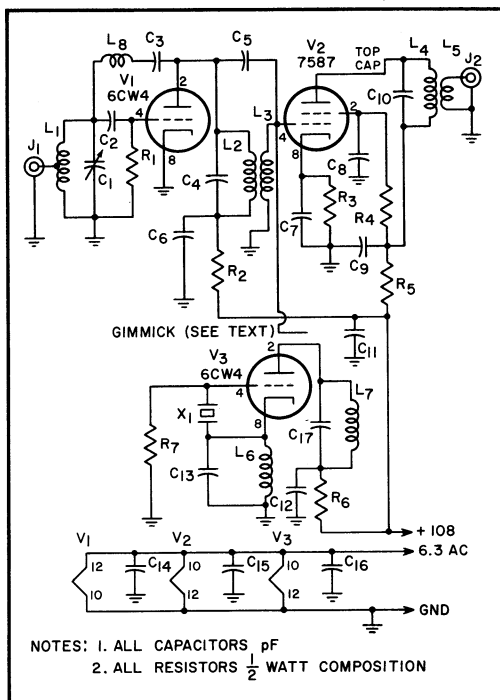 L8 C3 C5 V2 TOP CAP L4 L5 J2
7587
V1
6CW4
2
4
8
J1 L1 C2 C1 R1
L2 L3 C4
4
2
8
C10
C8
C7 R3 R4
C9
C6 R2 R5
GIMMICK (SEE TEXT)
C11
V3
6CW4
2
4
8
X1
R7 C13 L6 C17 L7
C12 R6
+ 108
6.3 AC
V1 V2 V3
12 C14 10 C15 10 C16
10 12 12
GND
NOTES: 1. ALL CAPACITORS pF
2. ALL RESISTORS 1/2 WATT COMPOSITION